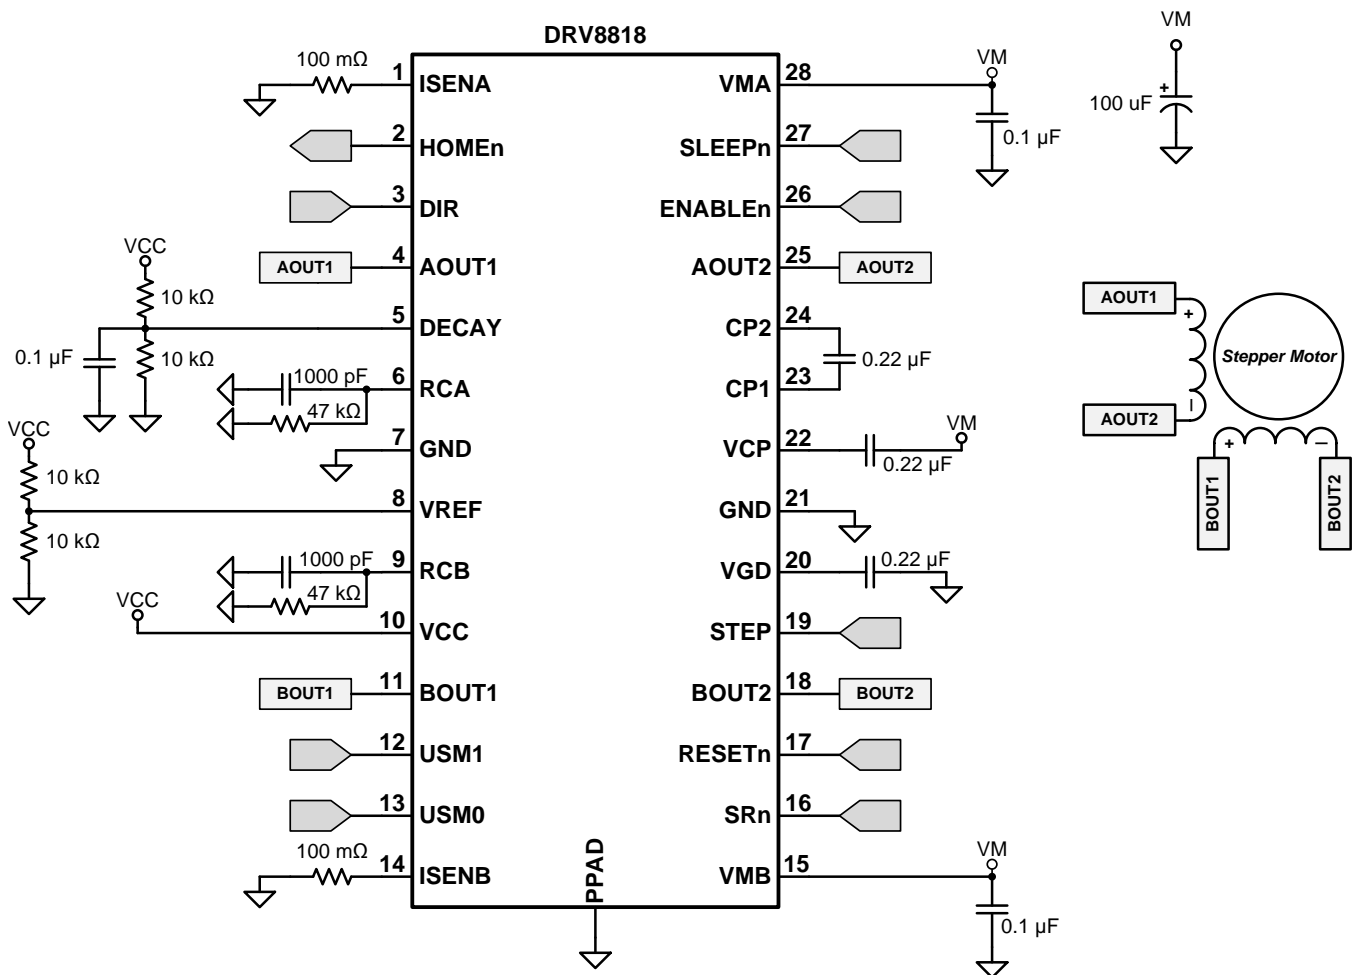 DRV8818
VM
100 uF
+
100 mΩ
1
ISENA
VMA
28
VM
0.1 µF
2
HOMEn
SLEEPn
27
3
DIR
ENABLEn
26
VCC
10 kΩ
10 kΩ
0.1 µF
AOUT1
4
AOUT1
AOUT2
25
AOUT2
5
DECAY
CP2
24
0.22 µF
1000 pF
47 kΩ
6
RCA
CP1
23
7
GND
VCP
22
0.22 µF
VM
VCC
10 kΩ
10 kΩ
8
VREF
GND
21
1000 pF
47 kΩ
9
RCB
VGD
20
0.22 µF
VCC
10
VCC
STEP
19
BOUT1
11
BOUT1
BOUT2
18
BOUT2
12
USM1
RESETn
17
13
USM0
SRn
16
100 mΩ
14
ISENB
VMB
15
VM
0.1 µF
PPAD
AOUT1
+
Stepper Motor
AOUT2
–
+
–
BOUT1
BOUT2